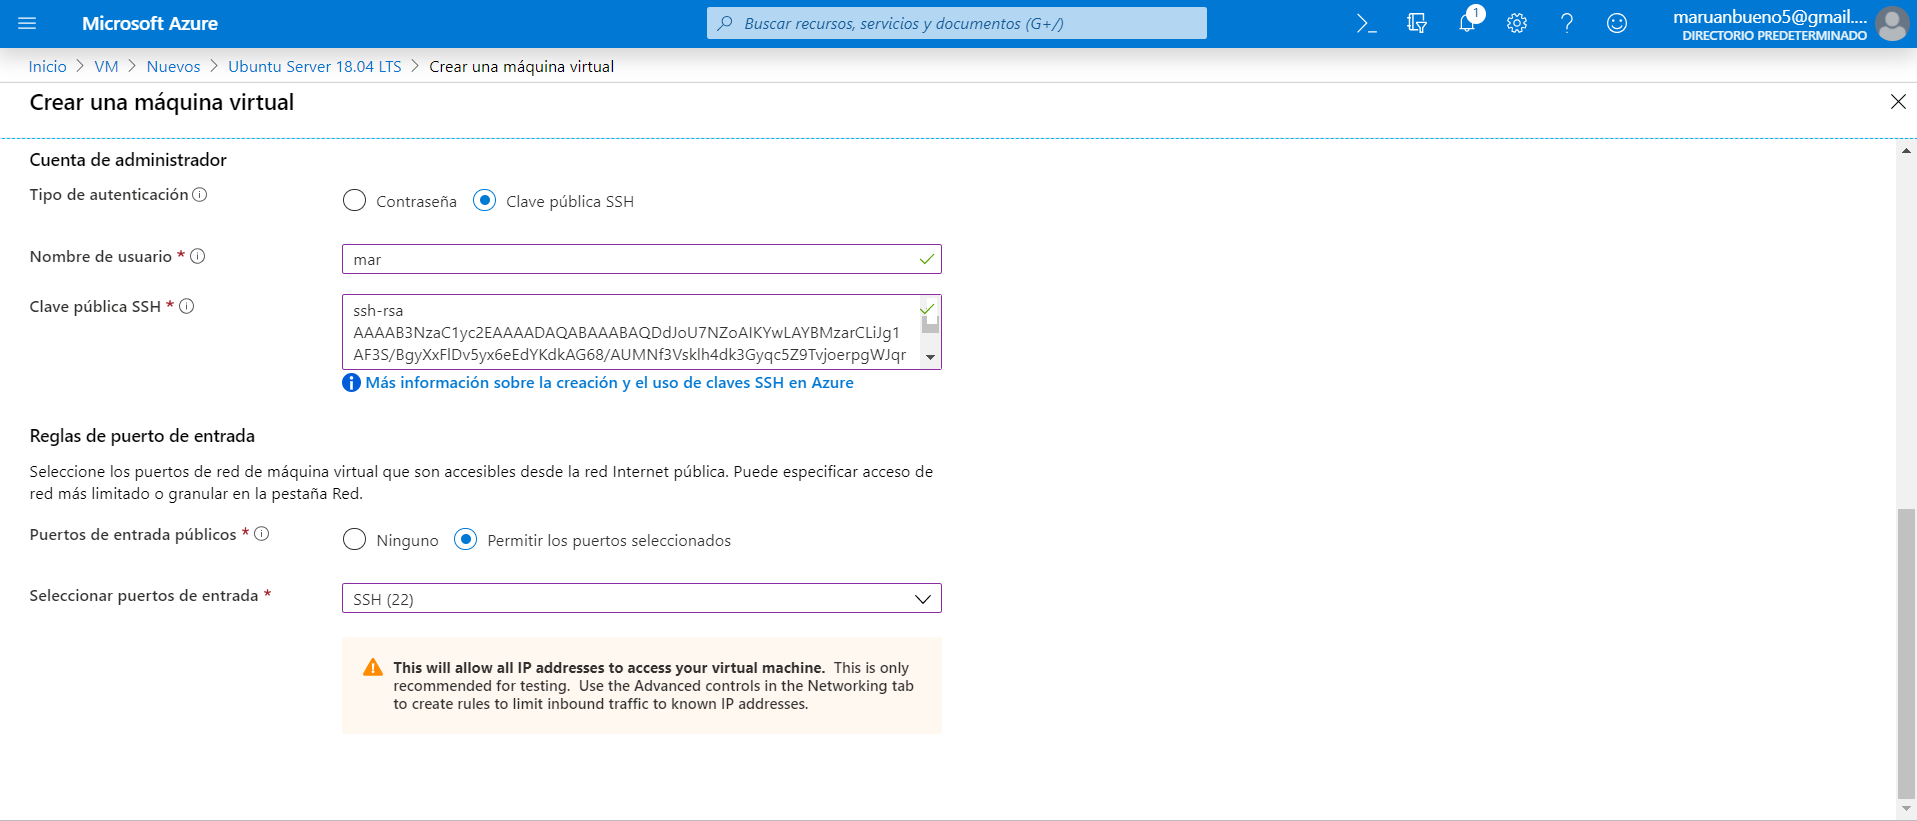 Microsoft Azure
Buscar recursos, servicios y documentos (G+/)
1
maruanbueno5@gmail....
DIRECTORIO PREDETERMINADO
Inicio > VM > Nuevos > Ubuntu Server 18.04 LTS > Crear una máquina virtual
Crear una máquina virtual
Cuenta de administrador
Tipo de autenticación
Contraseña
Clave pública SSH
Nombre de usuario *
mar
Clave pública SSH *
ssh-rsa
AAAAB3NzaC1yc2EAAAADAQABAAABAQDdJoU7NZoAIKYwLAYBMzarCLiJg1
AF3S/BgyXxFlDv5yx6eEdYKdkAG68/AUMNf3Vsklh4dk3Gyqc5Z9TvjoerpgWJqr
Más información sobre la creación y el uso de claves SSH en Azure
Reglas de puerto de entrada
Seleccione los puertos de red de máquina virtual que son accesibles desde la red Internet pública. Puede especificar acceso de
red más limitado o granular en la pestaña Red.
Puertos de entrada públicos *
Ninguno
Permitir los puertos seleccionados
Seleccionar puertos de entrada *
SSH (22)
This will allow all IP addresses to access your virtual machine. This is only
recommended for testing. Use the Advanced controls in the Networking tab
to create rules to limit inbound traffic to known IP addresses.